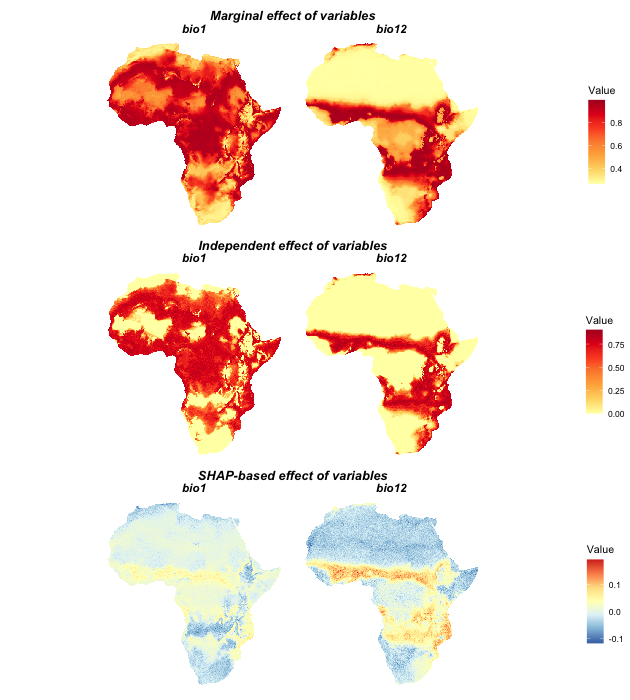 Marginal effect of variables
bio1
bio12
Value
0.8
0.6
0.4
Independent effect of variables
bio1
bio12
Value
0.75
0.50
0.25
0.00
SHAP-based effect of variables
bio1
bio12
Value
0.1
0.0
-0.1